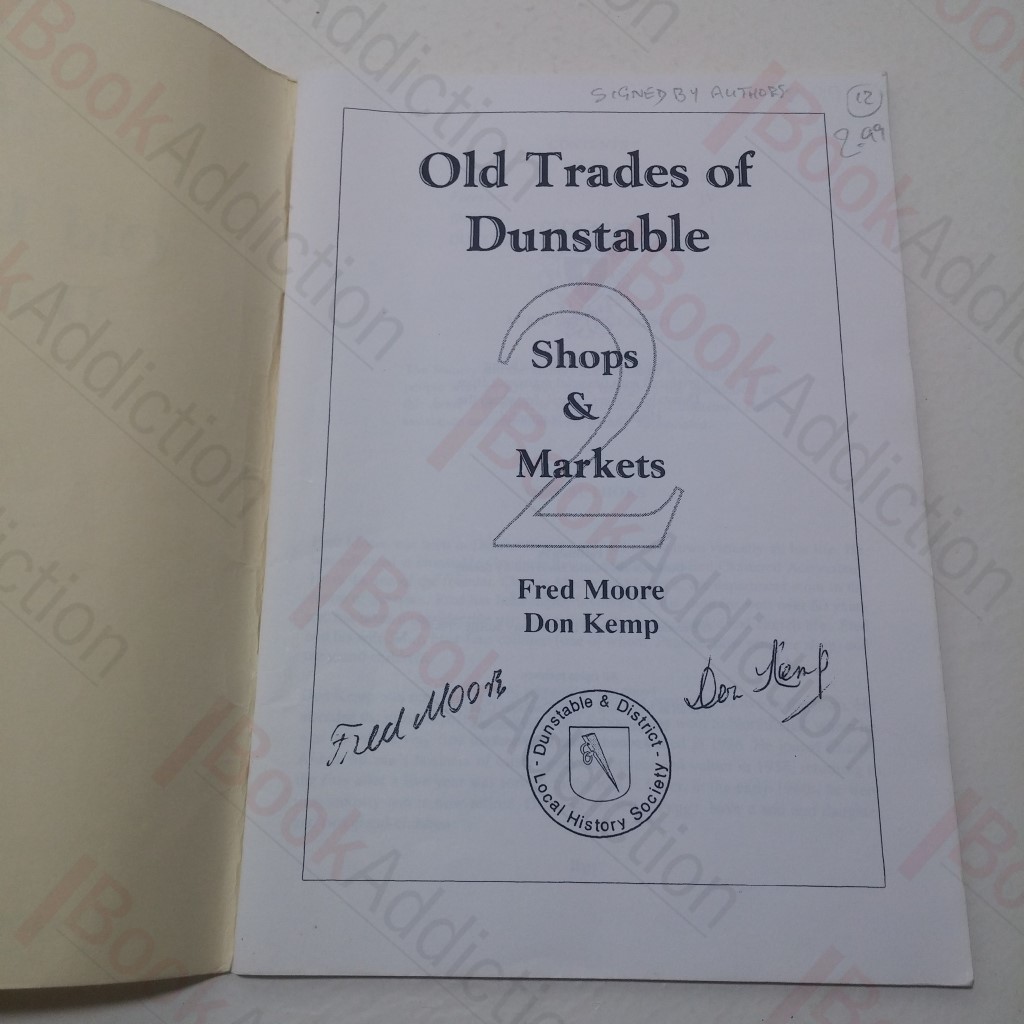 SIGNED BY AUTHORS
12
2.99
Old Trades of
Dunstable
2
Shops
&
Markets
Fred Moore
Don Kemp
Fred Moore
Don Kemp
Dunstable & District -
Local History Society -
BookAddiction